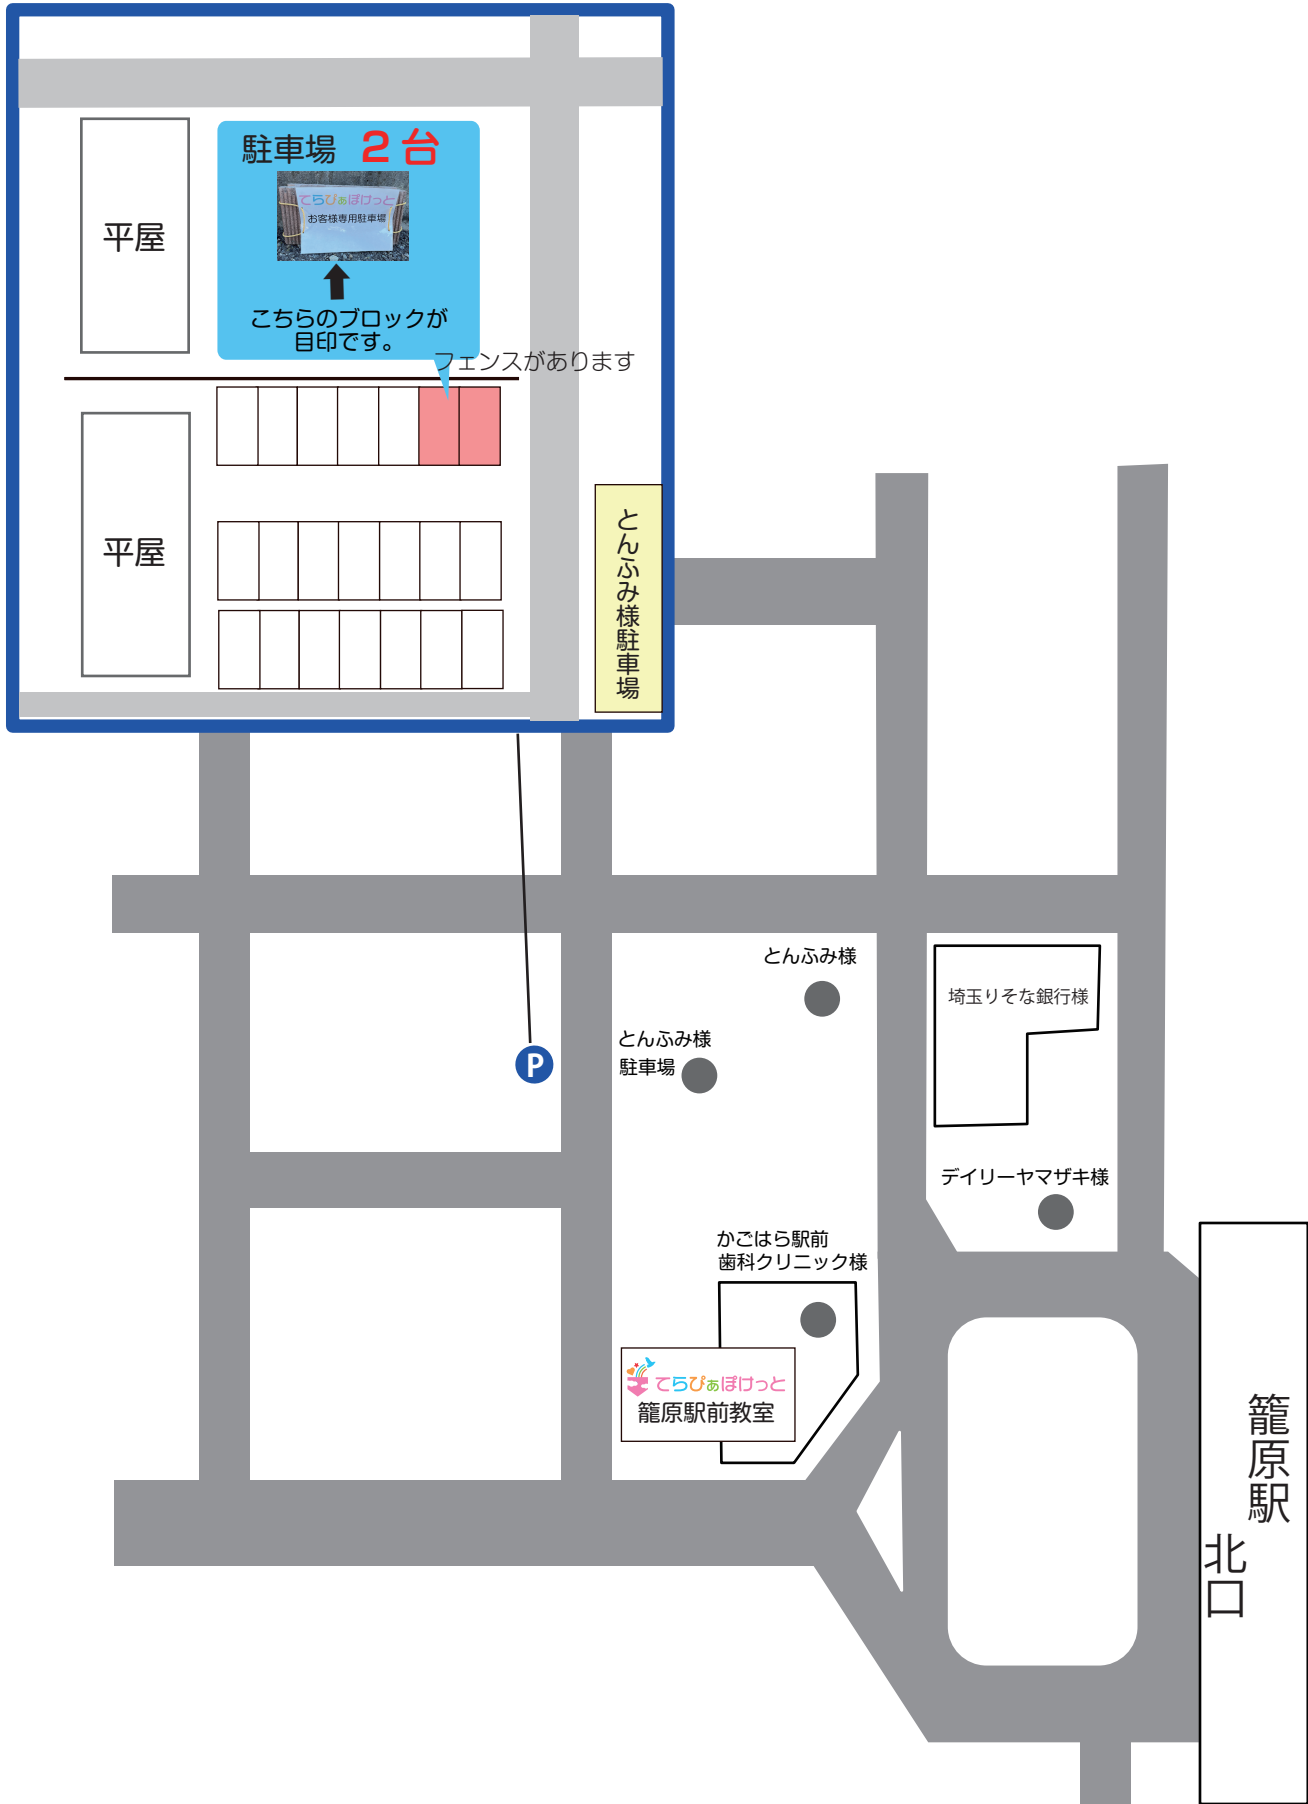 駐車場 2台
てらぴぁぽけっと
お客様専用駐車場
こちらのブロックが
目印です。
フェンスがあります
平屋
平屋
とんふみ様駐車場
P
とんふみ様
とんふみ様
駐車場
埼玉りそな銀行様
デイリーヤマザキ様
かごはら駅前
歯科クリニック様
てらぴぁぽけっと
籠原駅前教室
籠原駅
北口